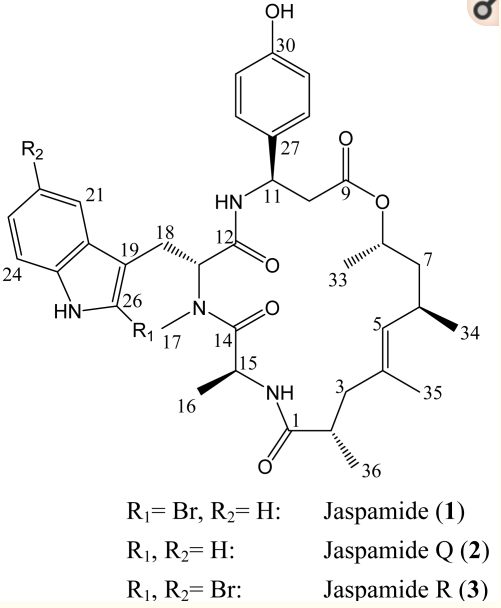 OH
30
27
R₂
21
O
HN
11
9
O
18
12
7
19
O
33
24
26
N
5
34
HN
R₁
17
O
14
15
3
35
16
NH
1
O
36
R₁= Br, R₂= H: Jaspamide (1)
R₁, R₂= H: Jaspamide Q (2)
R₁, R₂= Br: Jaspamide R (3)